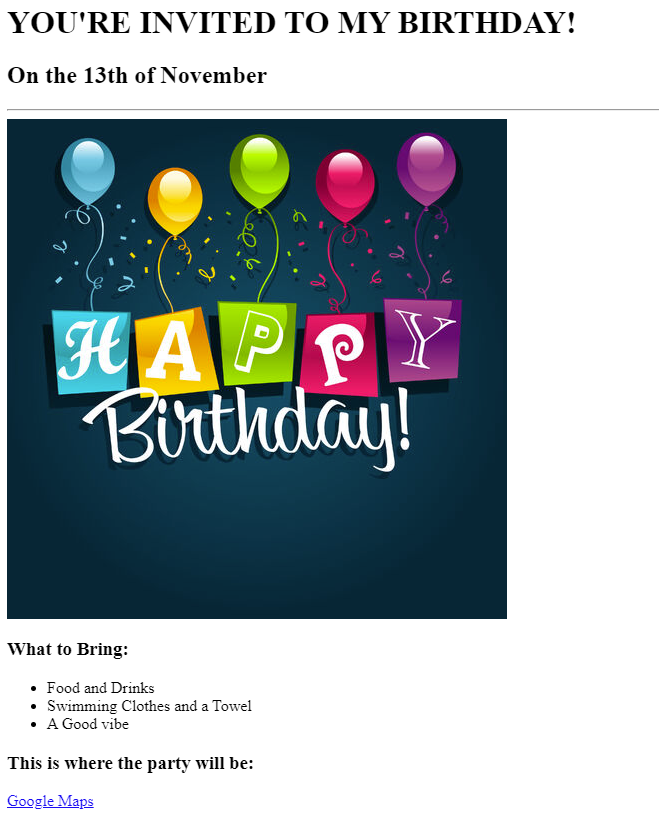 YOU'RE INVITED TO MY BIRTHDAY!
On the 13th of November
HAPPY
Birthday!
What to Bring:
Food and Drinks
Swimming Clothes and a Towel
A Good vibe
This is where the party will be:
Google Maps